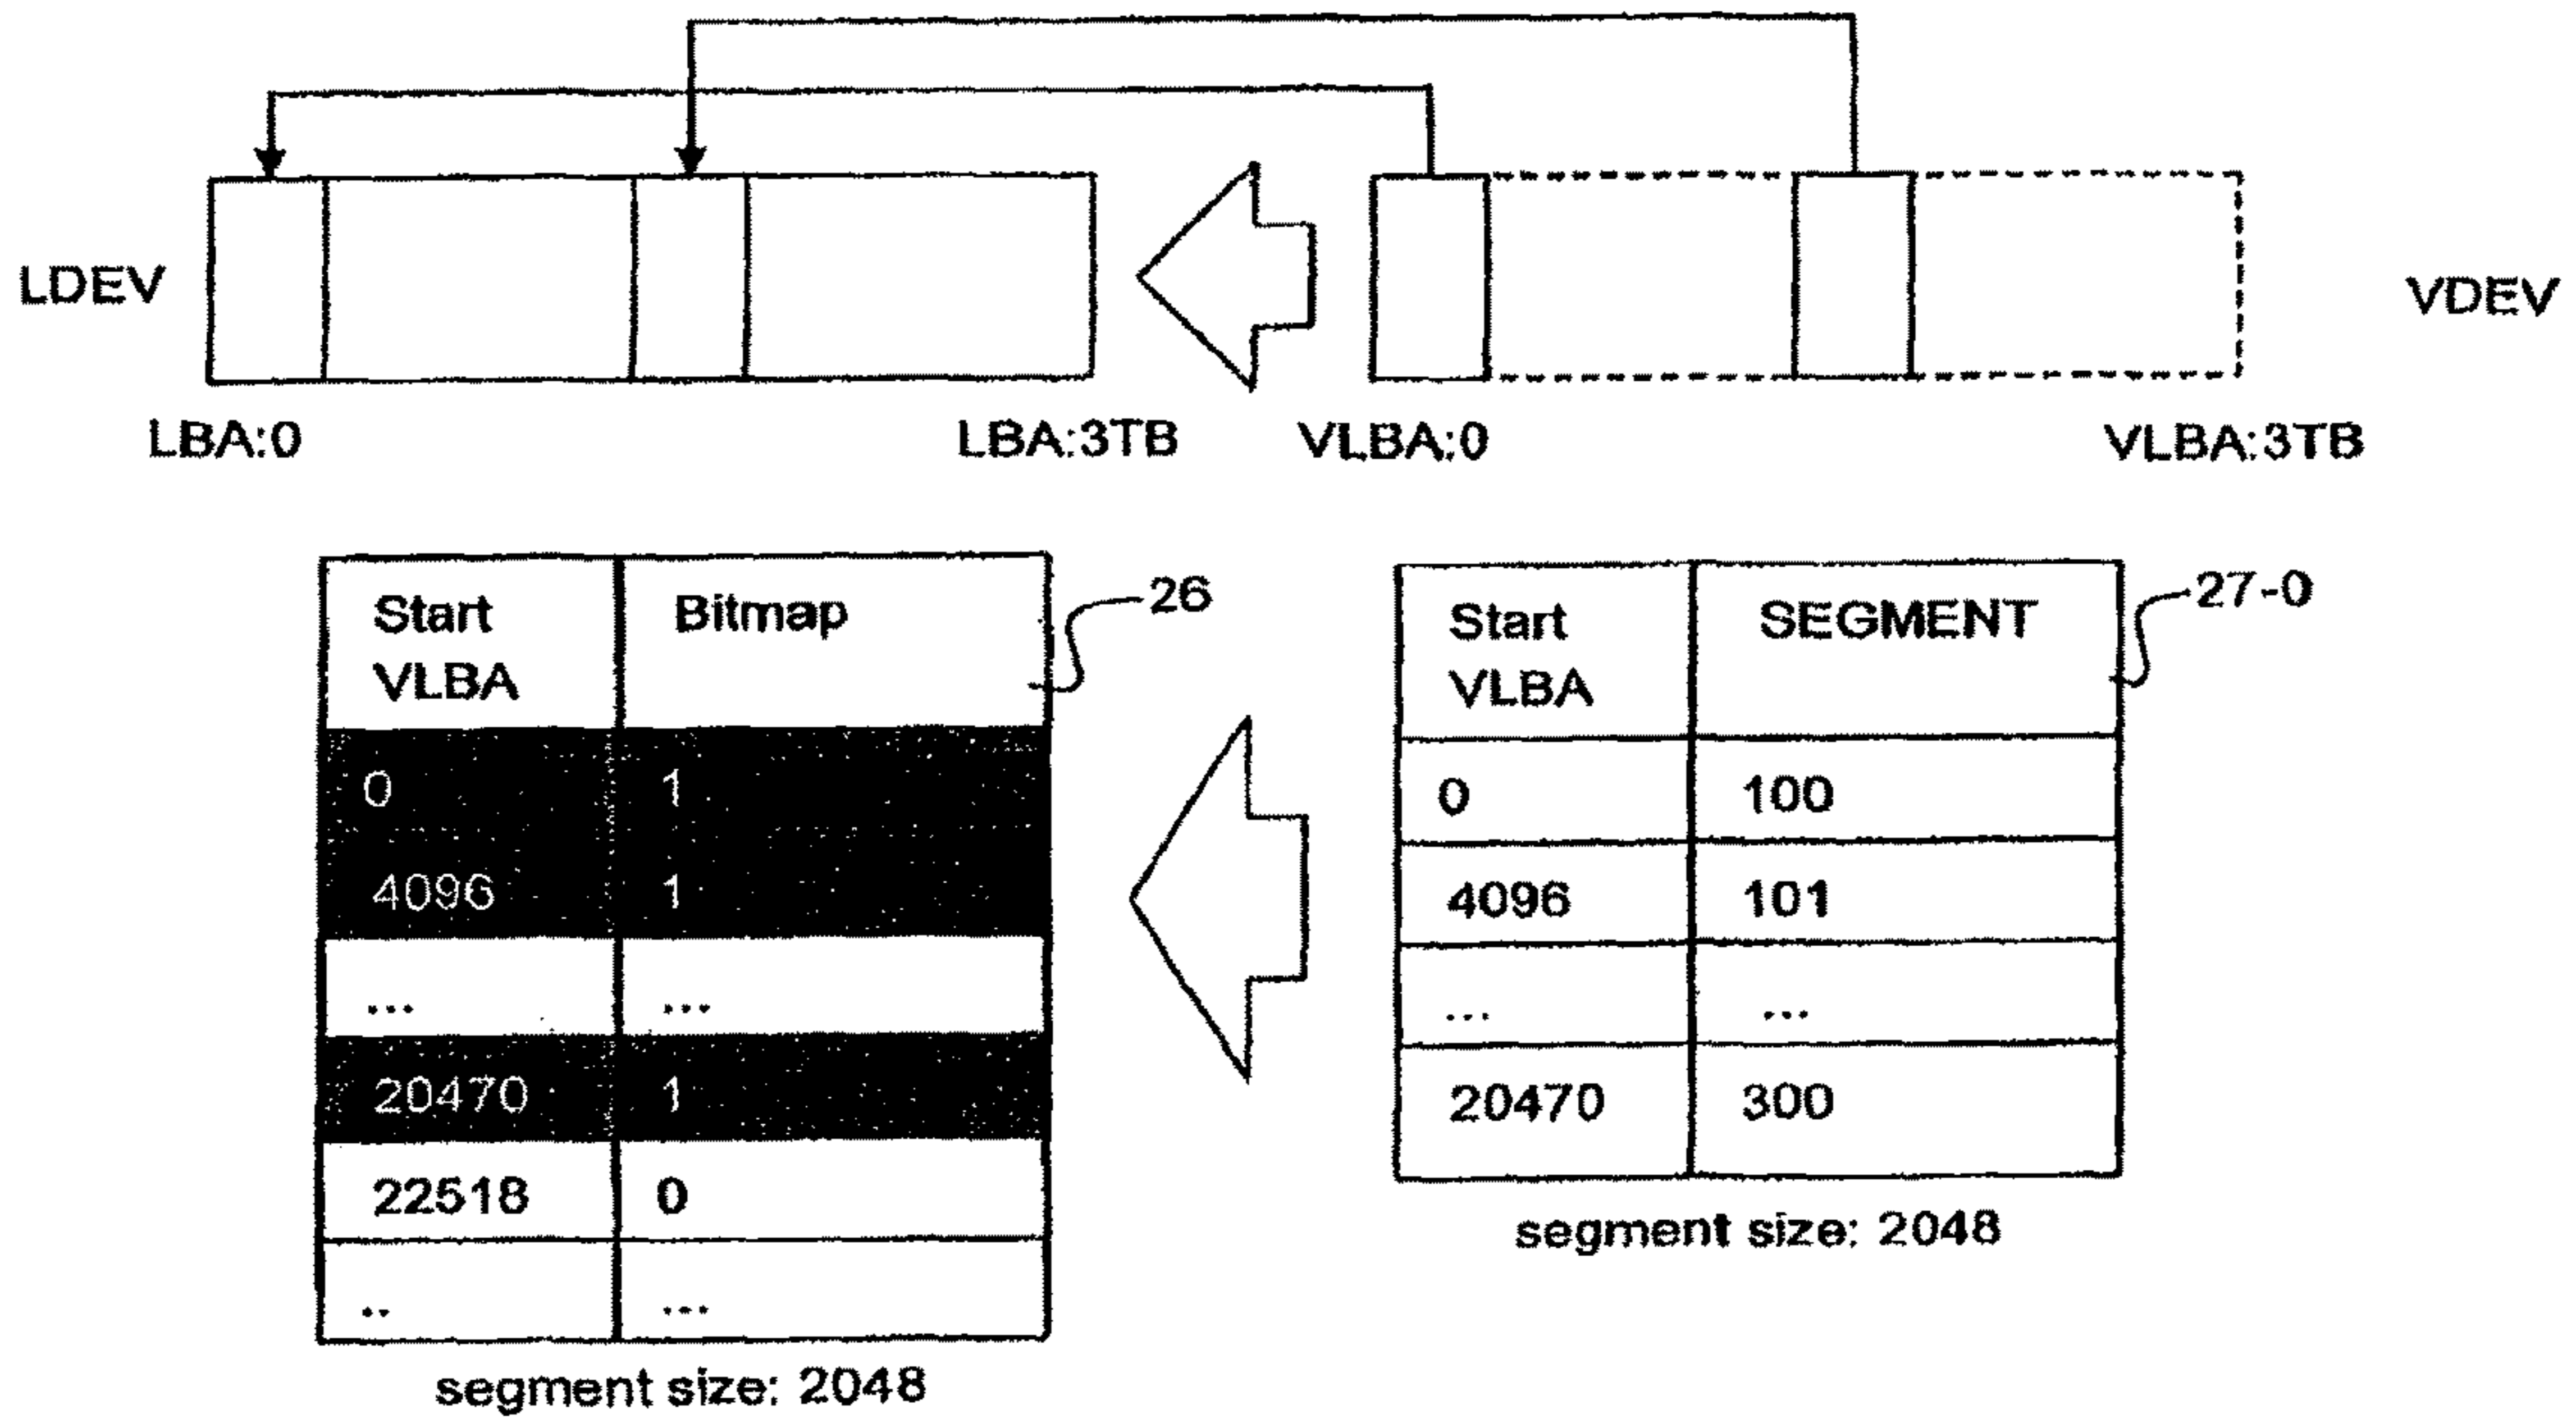 LDEV
VDEV
LBA:0
LBA:3TB
VLBA:0
VLBA:3TB
Start
VLBA
Bitmap
26
0
1
4096
1
...
...
20470
1
22518
0
..
...
segment size: 2048
Start
VLBA
SEGMENT
27-0
0
100
4096
101
...
...
20470
300
segment size: 2048